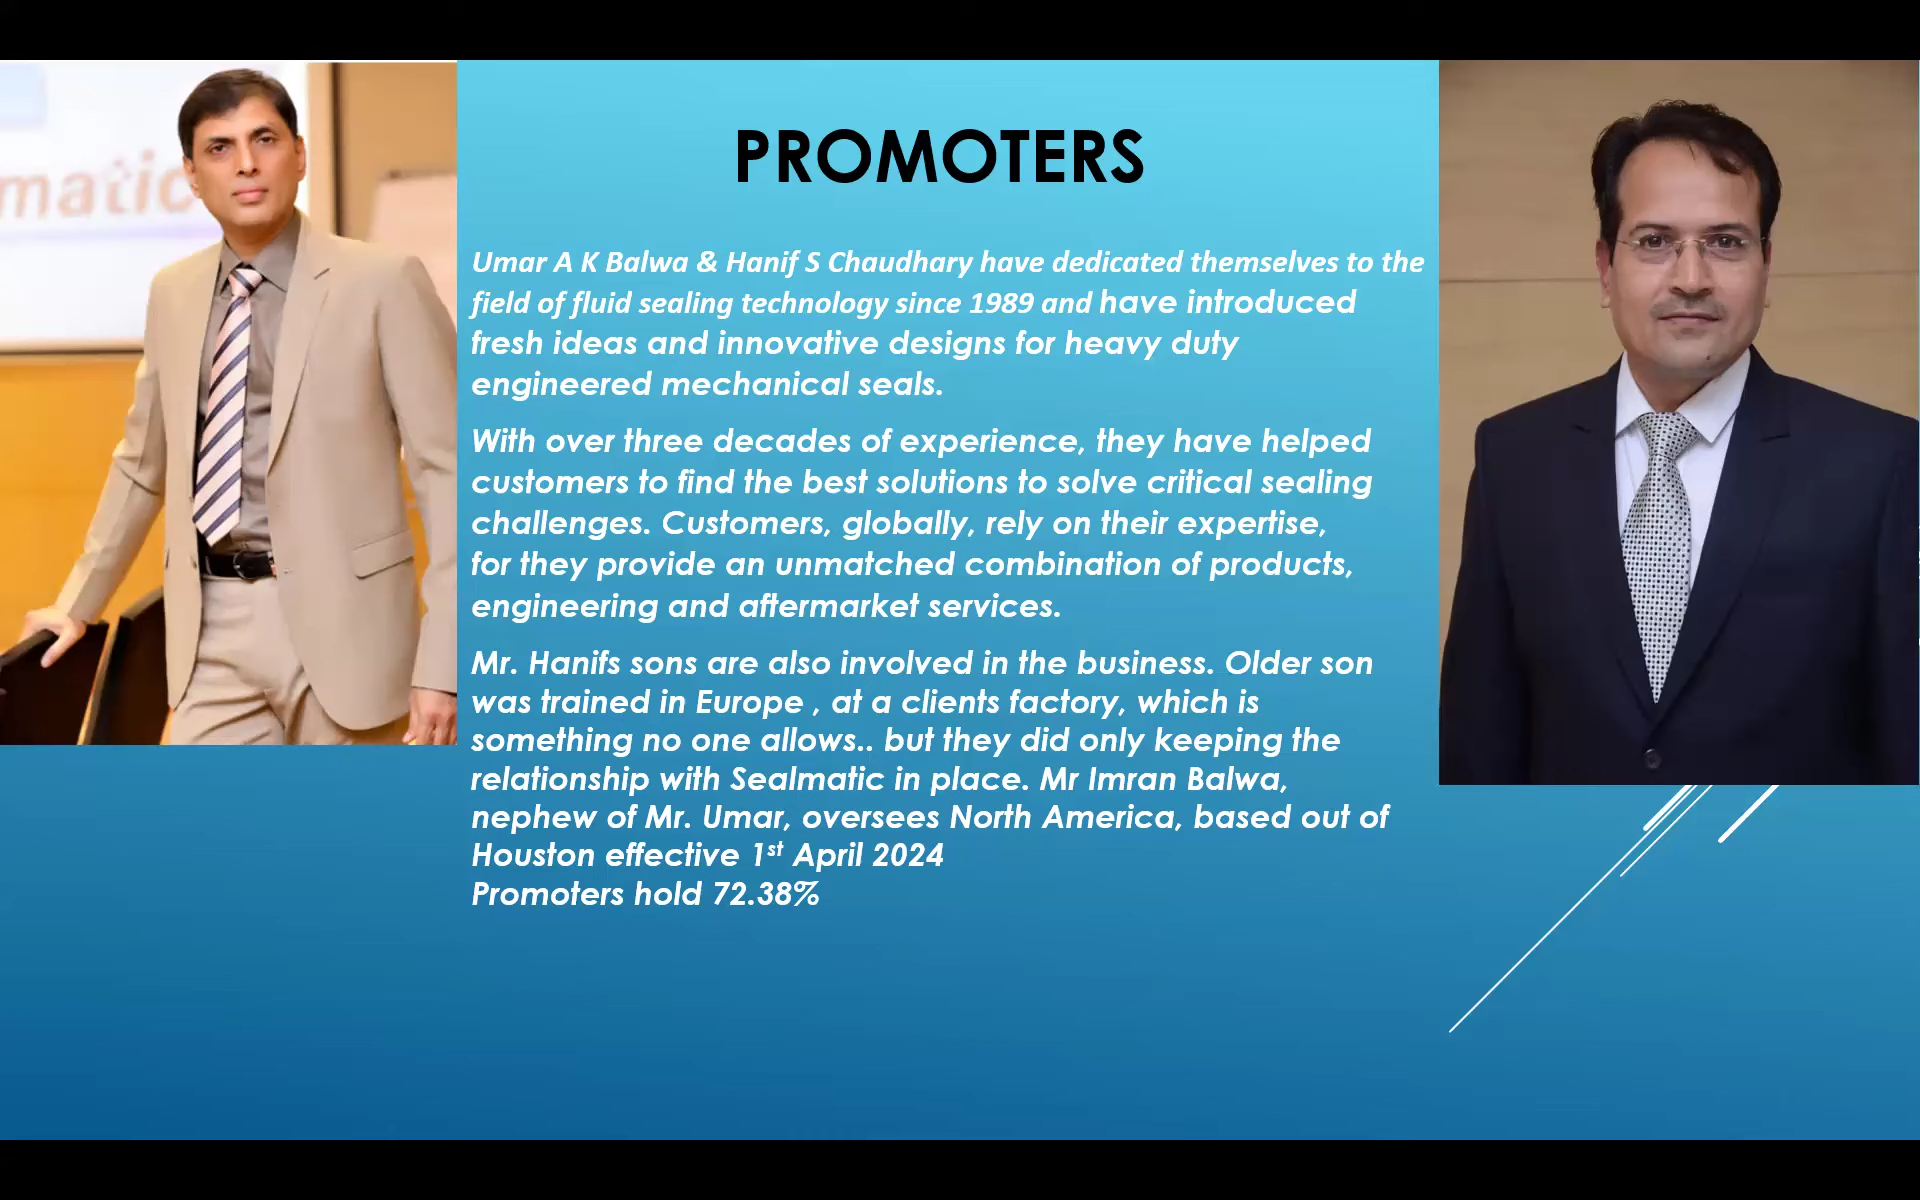 matic
PROMOTERS
Umar A K Balwa & Hanif S Chaudhary have dedicated themselves to the
field of fluid sealing technology since 1989 and have introduced
fresh ideas and innovative designs for heavy duty
engineered mechanical seals.
With over three decades of experience, they have helped
customers to find the best solutions to solve critical sealing
challenges. Customers, globally, rely on their expertise,
for they provide an unmatched combination of products,
engineering and aftermarket services.
Mr. Hanifs sons are also involved in the business. Older son
was trained in Europe , at a clients factory, which is
something no one allows.. but they did only keeping the
relationship with Sealmatic in place. Mr Imran Balwa,
nephew of Mr. Umar, oversees North America, based out of
Houston effective 1st April 2024
Promoters hold 72.38%